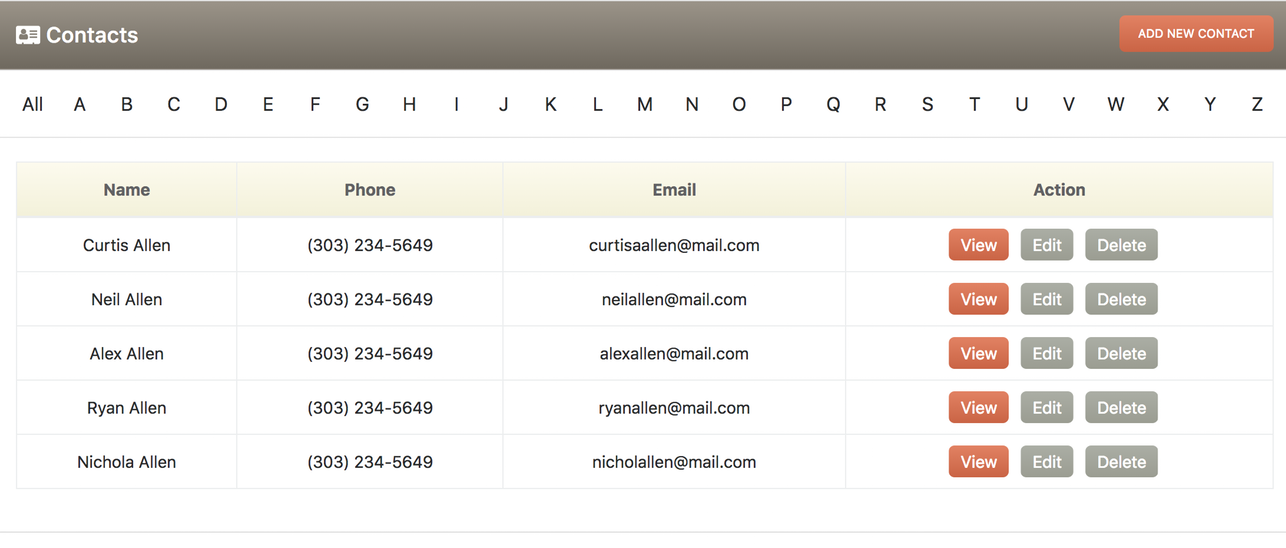 Contacts ADD NEW CONTACT
All A B C D E F G H I J K L M N O P Q R S T U V W X Y Z
Name Phone Email Action
Curtis Allen (303) 234-5649 curtisaallen@mail.com View Edit Delete
Neil Allen (303) 234-5649 neilallen@mail.com View Edit Delete
Alex Allen (303) 234-5649 alexallen@mail.com View Edit Delete
Ryan Allen (303) 234-5649 ryanallen@mail.com View Edit Delete
Nichola Allen (303) 234-5649 nicholallen@mail.com View Edit Delete